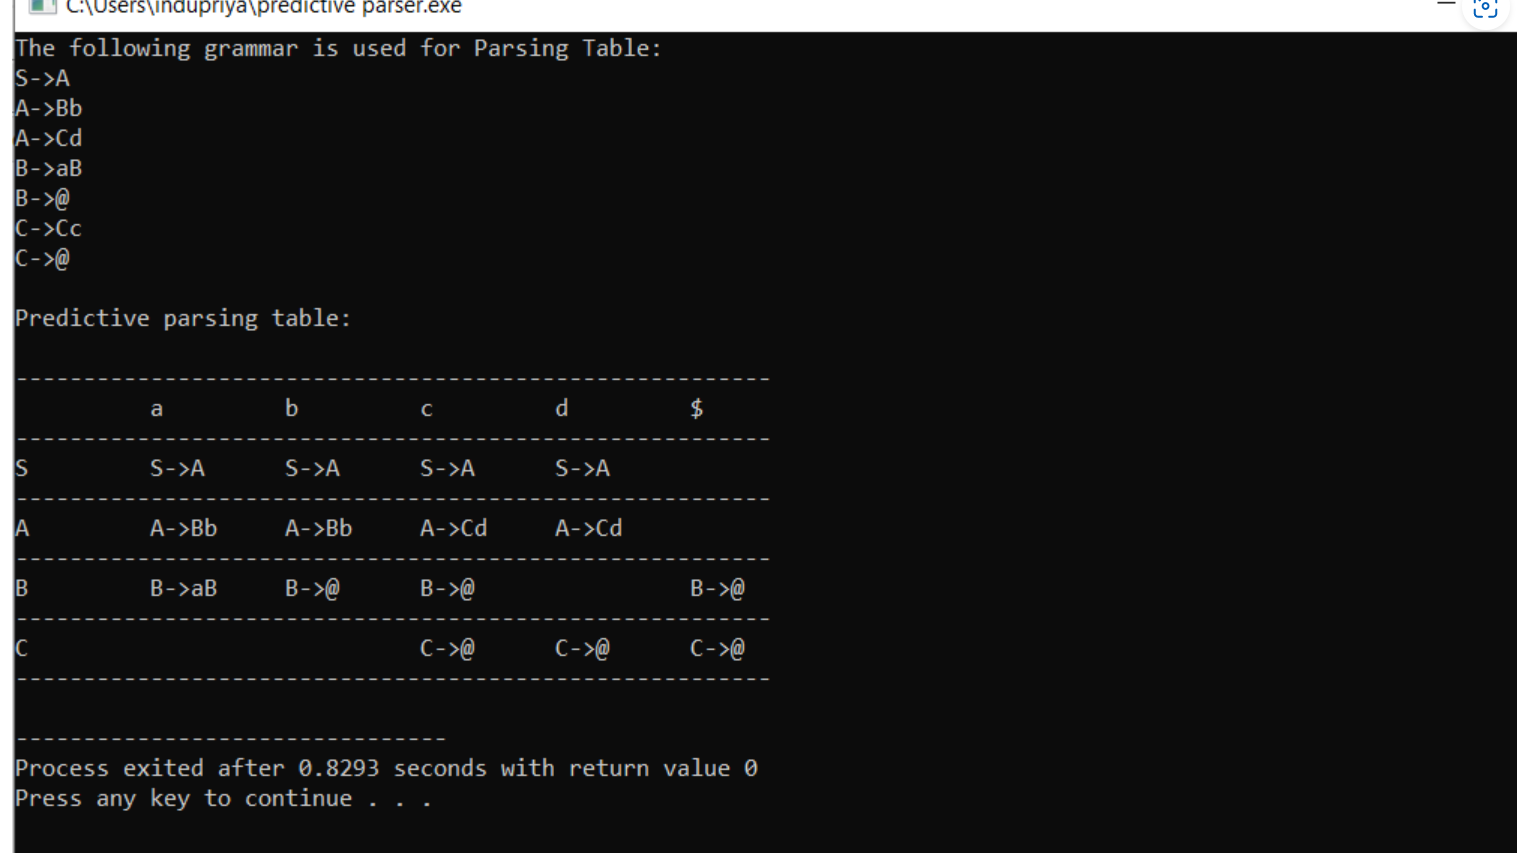 C:\Users\indupriya\predictive parser.exe
The following grammar is used for Parsing Table:
S->A
A->Bb
A->Cd
B->aB
B->@
C->Cc
C->@
Predictive parsing table:
--------------------------------------------------------
a b c d $
--------------------------------------------------------
S S->A S->A S->A S->A
--------------------------------------------------------
A A->Bb A->Bb A->Cd A->Cd
--------------------------------------------------------
B B->aB B->@ B->@ B->@
--------------------------------------------------------
C C->@ C->@ C->@
--------------------------------------------------------
--------------------------------
Process exited after 0.8293 seconds with return value 0
Press any key to continue . . .